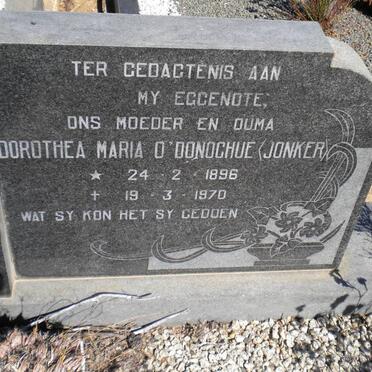 TER GEDAGTENIS AAN
MY EGGENOTE,
ONS MOEDER EN OUMA
DOROTHEA MARIA O'DONOGHUE (JONKER)
★ 24 - 2 - 1896
+ 19 - 3 - 1970
WAT SY KON HET SY GEDOEN